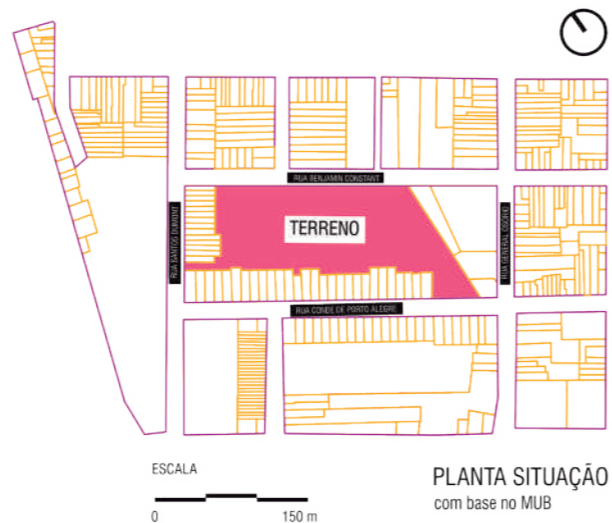 RUA BENJAMIN CONSTANT
RUA SANTOS DUMONT
TERRENO
RUA GENERAL OSÓRIO
RUA CONDE DE PORTO ALEGRE
ESCALA
0 150 m
PLANTA SITUAÇÃO
com base no MUB